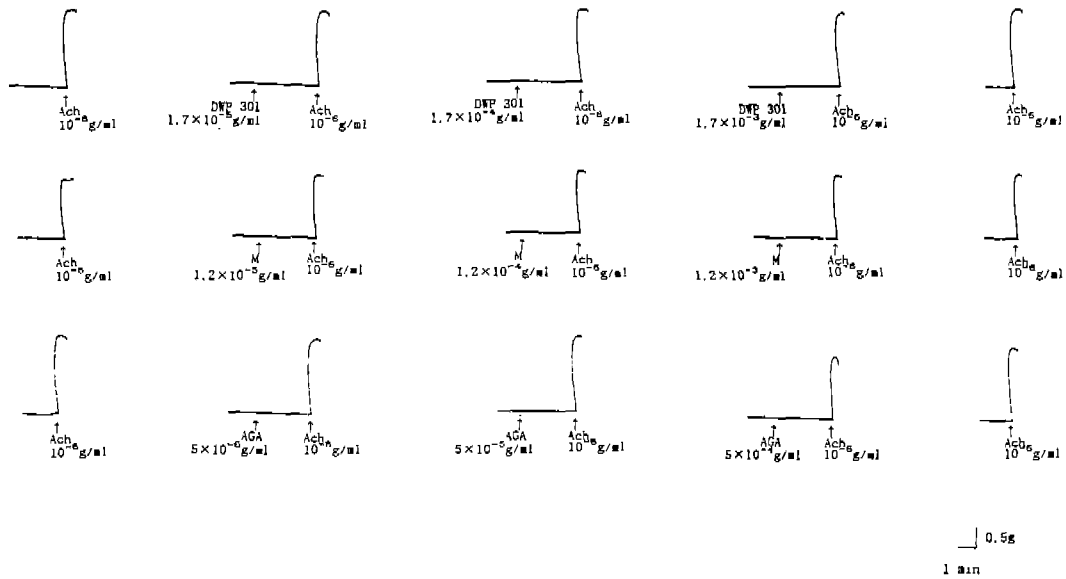 Ach
10⁻⁶g/ml
DWP 301
1.7×10⁻⁵g/ml
Ach
10⁻⁶g/ml
DWP 301
1.7×10⁻⁴g/ml
Ach
10⁻⁶g/ml
DWP 301
1.7×10⁻³g/ml
Ach
10⁻⁶g/ml
Ach
10⁻⁶g/ml
Ach
10⁻⁶g/ml
M
1.2×10⁻⁵g/ml
Ach
10⁻⁶g/ml
M
1.2×10⁻⁴g/ml
Ach
10⁻⁶g/ml
M
1.2×10⁻³g/ml
Ach
10⁻⁶g/ml
Ach
10⁻⁶g/ml
Ach
10⁻⁶g/ml
AGA
5×10⁻⁶g/ml
Ach
10⁻⁶g/ml
AGA
5×10⁻⁵g/ml
Ach
10⁻⁶g/ml
AGA
5×10⁻⁴g/ml
Ach
10⁻⁶g/ml
Ach
10⁻⁶g/ml
0.5g
1 min